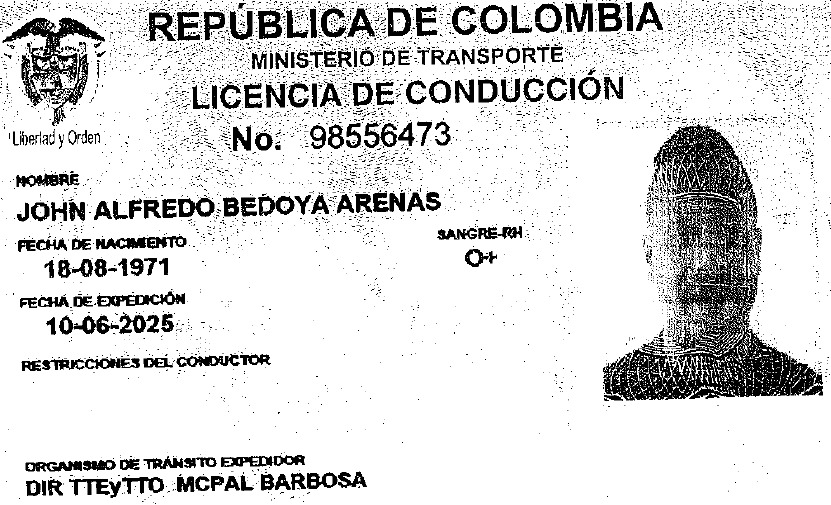 REPÚBLICA DE COLOMBIA
MINISTERIO DE TRANSPORTE
LICENCIA DE CONDUCCIÓN
Libertad y Orden
No. 98556473
NOMBRE
JOHN ALFREDO BEDOYA ARENAS
FECHA DE NACIMIENTO
18-08-1971
SANGRE-RH
O+
FECHA DE EXPEDICIÓN
10-06-2025
RESTRICCIONES DEL CONDUCTOR
ORGANISMO DE TRÁNSITO EXPEDIDOR
DIR TTEyTTO MCPAL BARBOSA